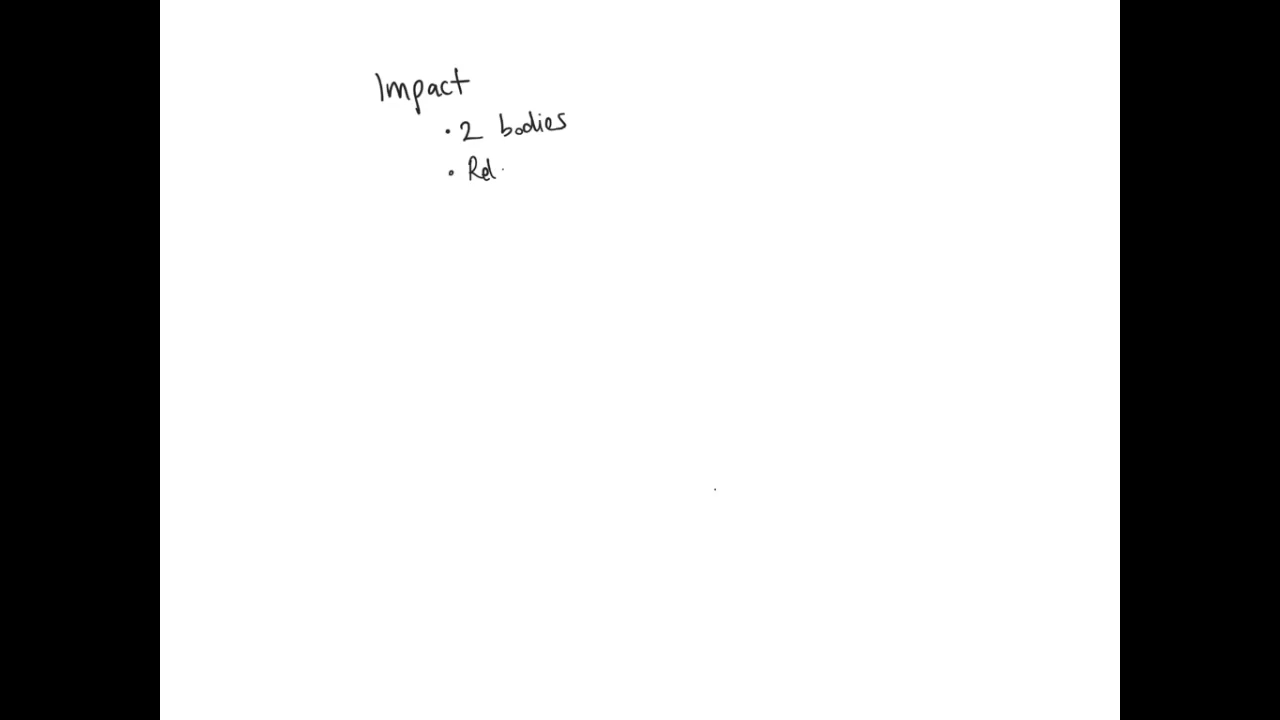 Impact
• 2 bodies
• Rel